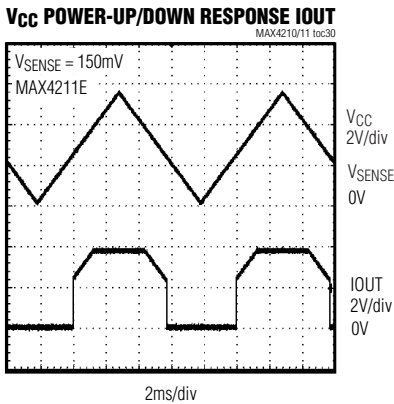 VCC POWER-UP/DOWN RESPONSE IOUT
MAX4210/11 toc30
VSENSE = 150mV
MAX4211E
VCC
2V/div
VSENSE
0V
IOUT
2V/div
0V
2ms/div